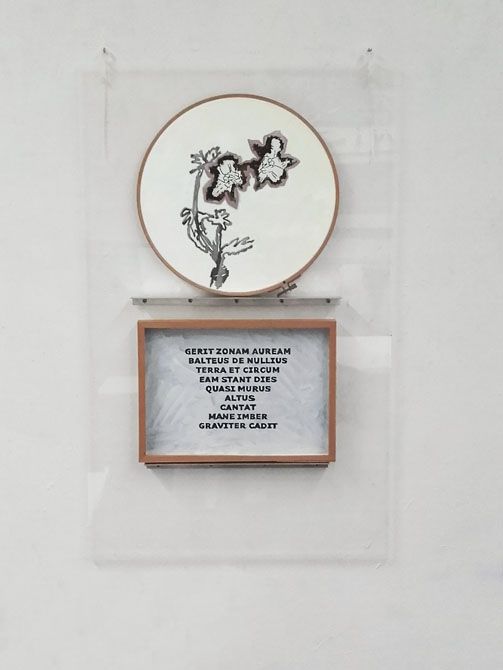 GERIT ZONAM AUREAM
BALTEUS DE NULLIUS
TERRA ET CIRCUM
EAM STANT DIES
QUASI MURUS
ALTUS
CANTAT
MANE IMBER
GRAVITER CADIT